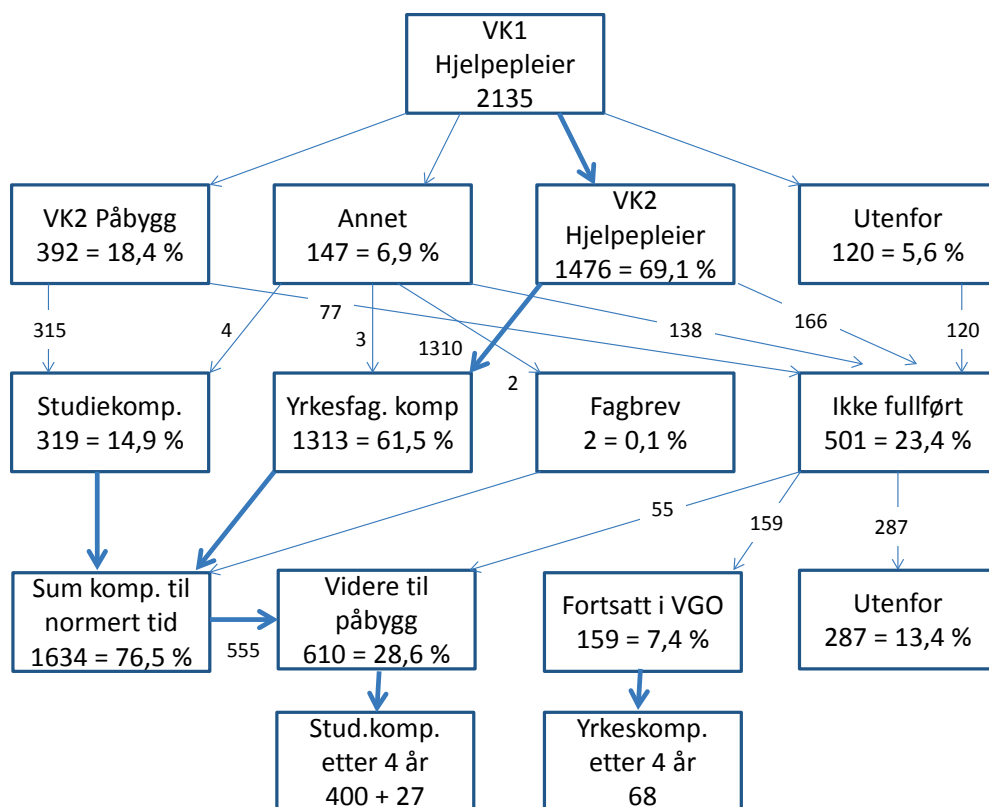 VK1
Hjelpepleier
2135
VK2 Påbygg
392 = 18,4 %
Annet
147 = 6,9 %
VK2
Hjelpepleier
1476 = 69,1 %
Utenfor
120 = 5,6 %
315
4
77
3
1310
2
138
166
120
Studiekomp.
319 = 14,9 %
Yrkesfag. komp
1313 = 61,5 %
Fagbrev
2 = 0,1 %
Ikke fullført
501 = 23,4 %
55
159
287
Sum komp. til
normert tid
1634 = 76,5 %
555
Videre til
påbygg
610 = 28,6 %
Fortsatt i VGO
159 = 7,4 %
Utenfor
287 = 13,4 %
Stud.komp.
etter 4 år
400 + 27
Yrkeskomp.
etter 4 år
68